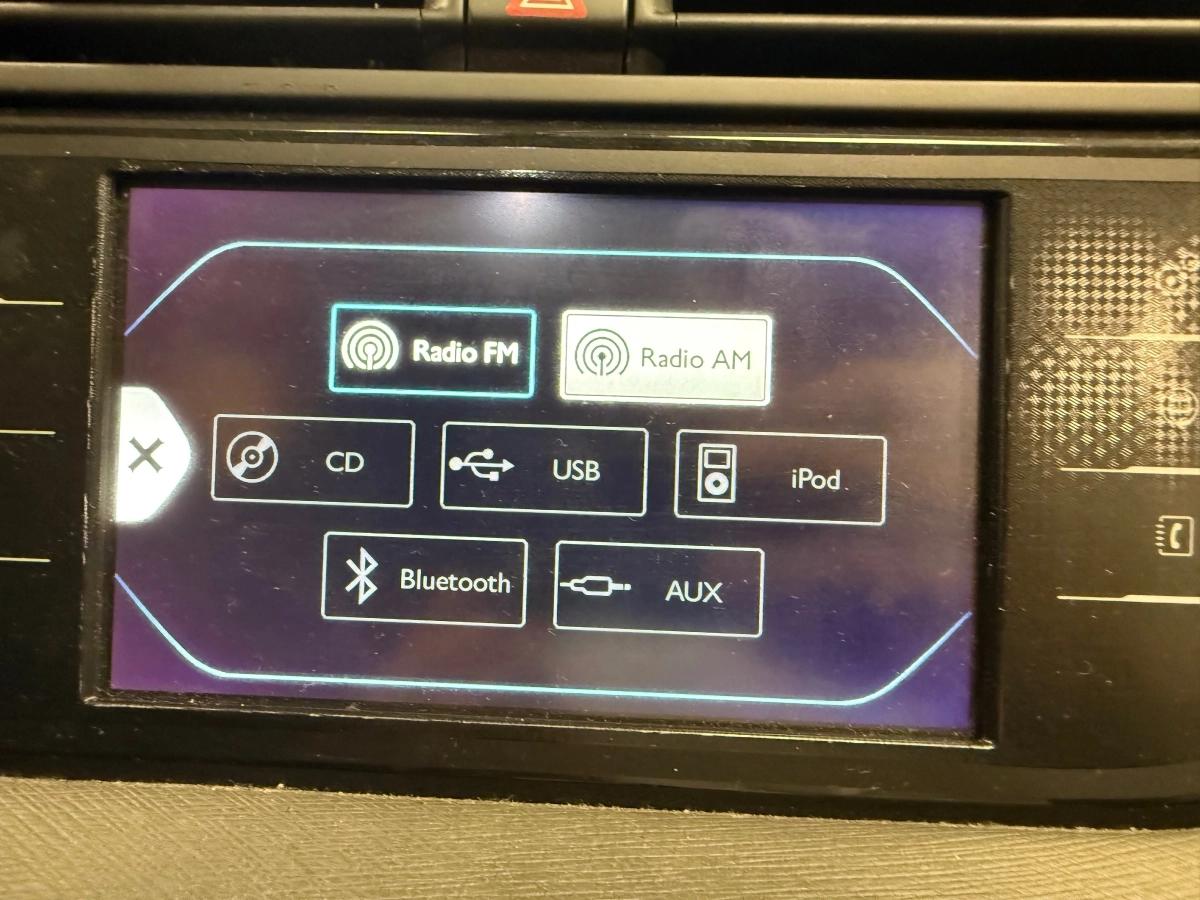 Radio FM
Radio AM
CD
USB
iPod
Bluetooth
AUX